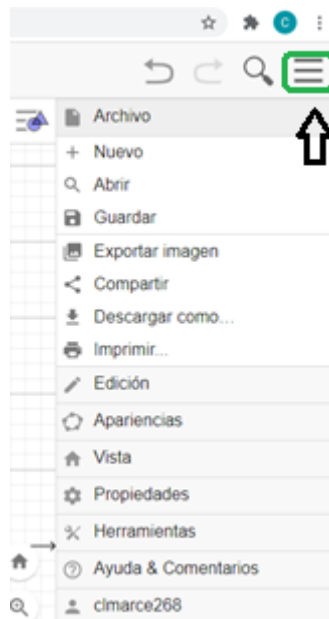 C
Archivo
Nuevo
Abrir
Guardar
Exportar imagen
Compartir
Descargar como...
Imprimir...
Edición
Apariencias
Vista
Propiedades
Herramientas
Ayuda & Comentarios
clmarce268